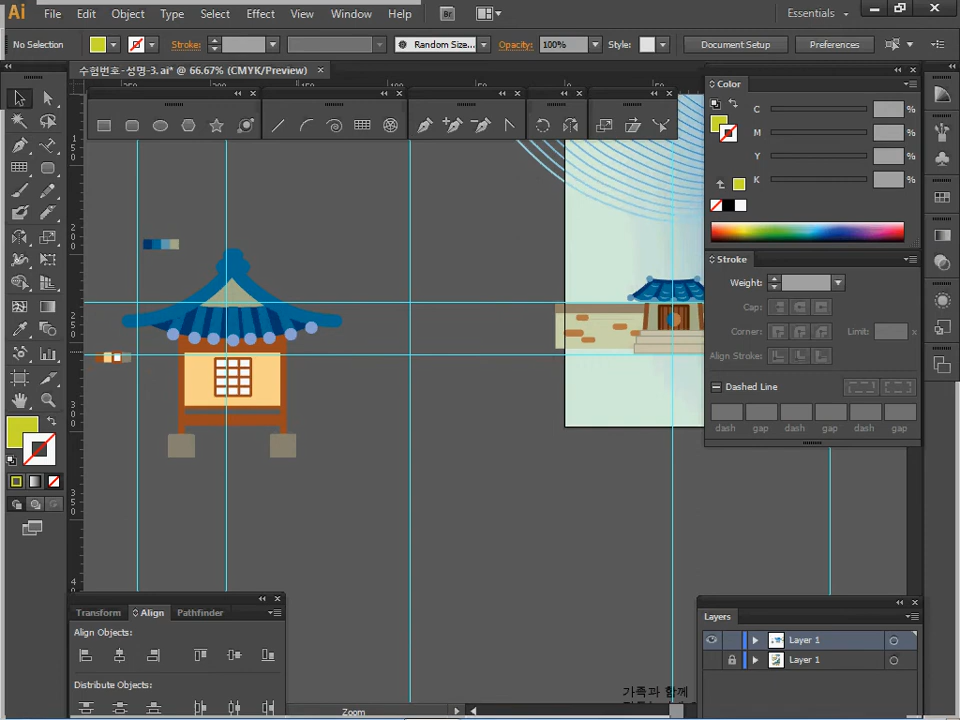 Ai File Edit Object Type Select Effect View Window Help Br Essentials
No Selection Stroke: Random Size... Opacity: 100% Style: Document Setup Preferences
수험번호-성명-3.ai* @ 66.67% (CMYK/Preview)
Color
C %
M %
Y %
K %
Stroke
Weight:
Cap:
Corner: Limit: x
Align Stroke:
Dashed Line
dash gap dash gap dash gap
Transform Align Pathfinder
Align Objects:
Distribute Objects:
Layers
Layer 1
Layer 1
가족과 함께
Zoom